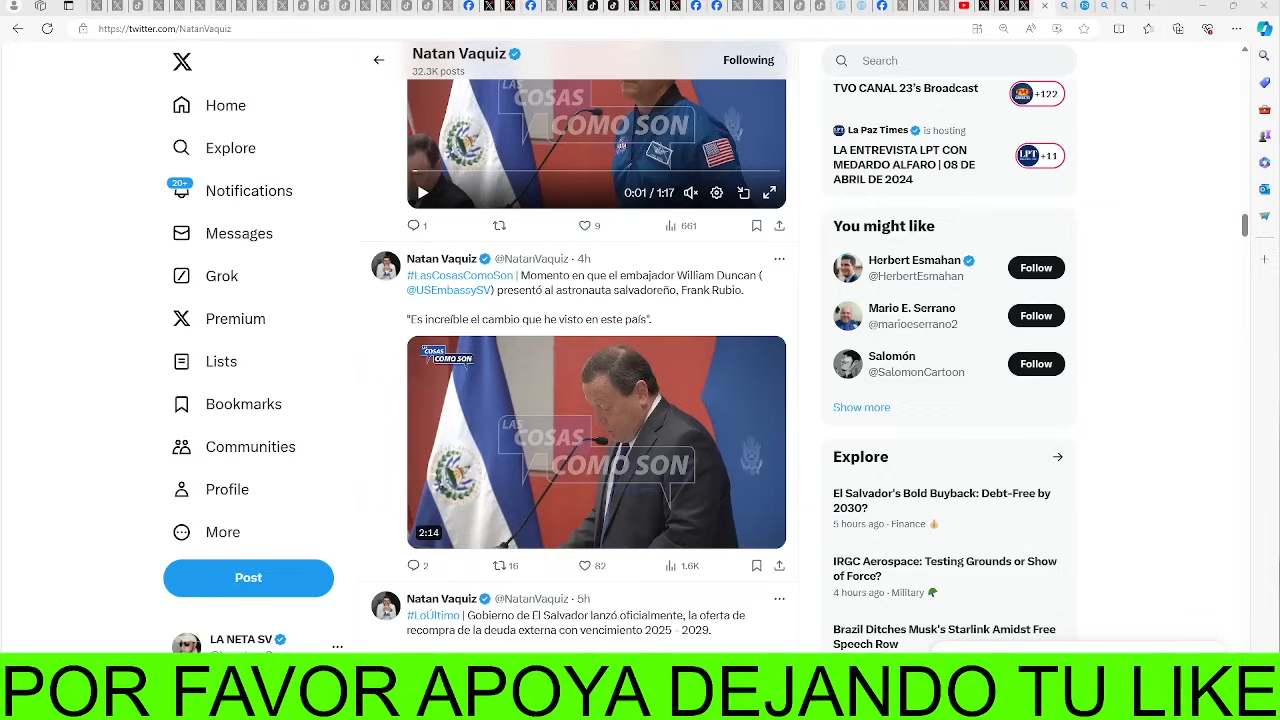 https://twitter.com/NatanVaquiz
Home
Explore
Notifications
20+
Messages
Grok
Premium
Lists
Bookmarks
Communities
Profile
More
Post
LA NETA SV
Natan Vaquiz
32.3K posts
Following
LAS COSAS
COMO SON
0:01 / 1:17
1
9
661
Natan Vaquiz @NatanVaquiz · 4h
#LasCosasComoSon | Momento en que el embajador William Duncan (
@USEmbassySV) presentó al astronauta salvadoreño, Frank Rubio.
"Es increíble el cambio que he visto en este país".
LAS COSAS
COMO SON
LAS
COSAS
COMO SON
2:14
2
16
82
1.6K
Natan Vaquiz @NatanVaquiz · 5h
#LoÚltimo | Gobierno de El Salvador lanzó oficialmente, la oferta de
recompra de la deuda externa con vencimiento 2025 - 2029.
Search
TVO CANAL 23's Broadcast
+122
La Paz Times is hosting
LA ENTREVISTA LPT CON
MEDARDO ALFARO | 08 DE
ABRIL DE 2024
LPT
+11
You might like
Herbert Esmahan
@HerbertEsmahan
Follow
Mario E. Serrano
@marioeserrano2
Follow
Salomón
@SalomonCartoon
Follow
Show more
Explore
El Salvador's Bold Buyback: Debt-Free by
2030?
5 hours ago · Finance
IRGC Aerospace: Testing Grounds or Show
of Force?
4 hours ago · Military
Brazil Ditches Musk's Starlink Amidst Free
Speech Row
POR FAVOR APOYA DEJANDO TU LIKE